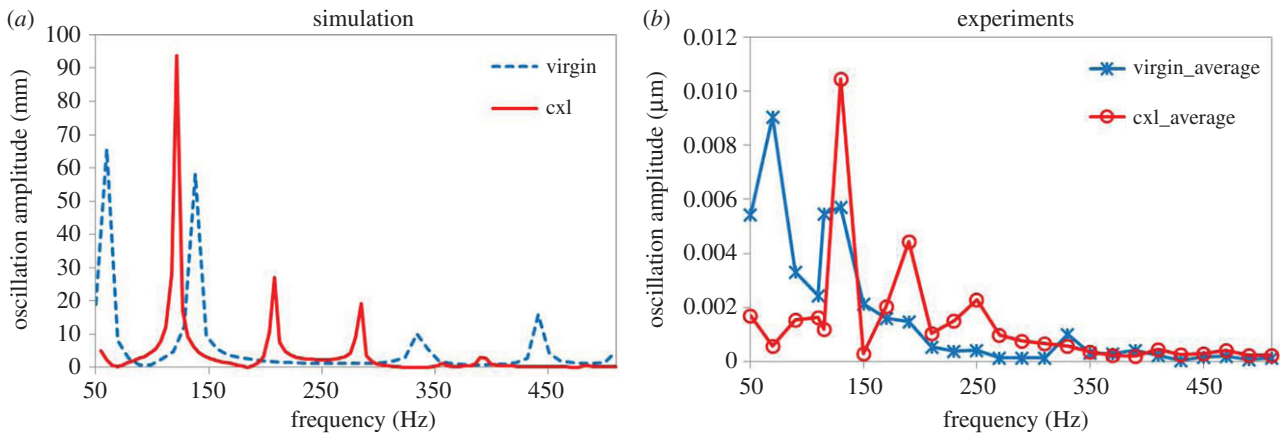 (a) simulation
100
90
80
70
60
50
40
30
20
10
0
oscillation amplitude (mm)
virgin
cxl
50 150 250 350 450
frequency (Hz)
(b) experiments
0.012
0.010
0.008
0.006
0.004
0.002
0
oscillation amplitude (µm)
virgin_average
cxl_average
50 150 250 350 450
frequency (Hz)